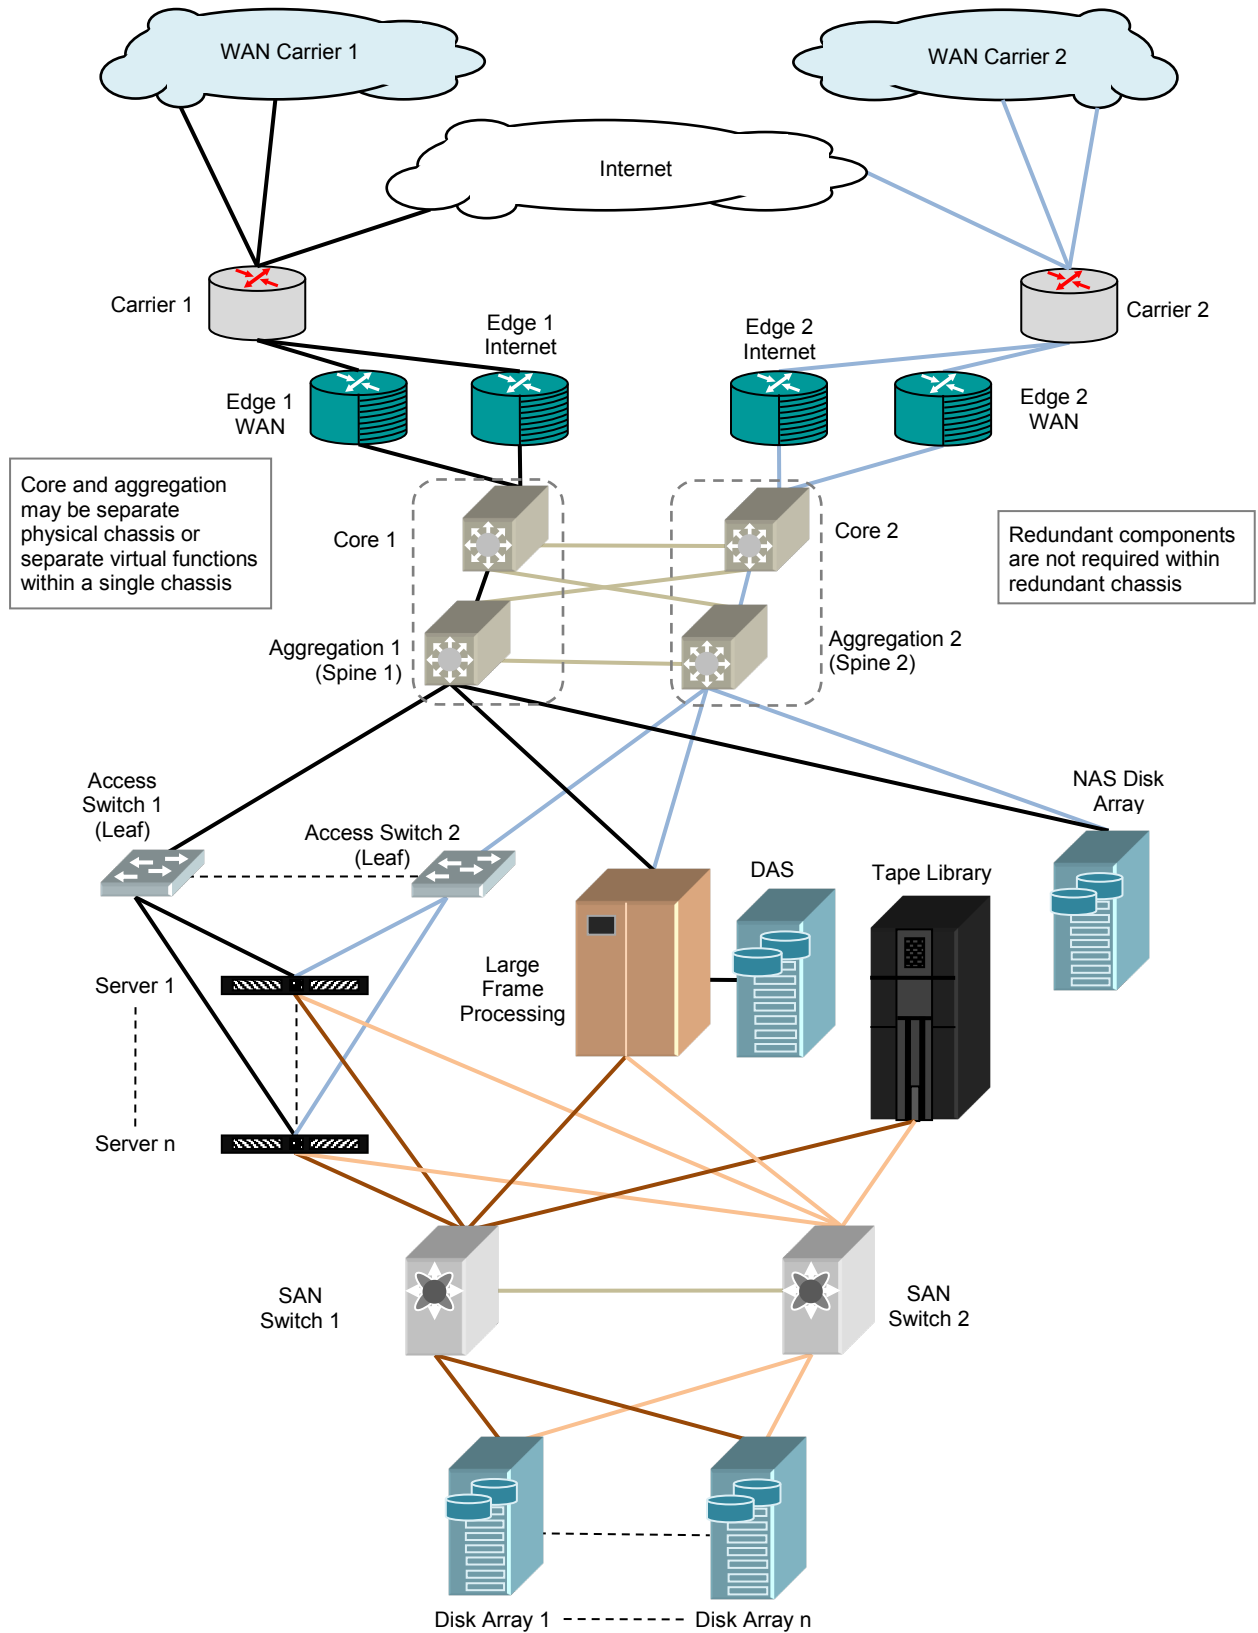 WAN Carrier 1
WAN Carrier 2
Internet
Carrier 1
Carrier 2
Edge 1
Internet
Edge 2
Internet
Edge 1
WAN
Edge 2
WAN
Core and aggregation
may be separate
physical chassis or
separate virtual functions
within a single chassis
Core 1
Core 2
Redundant components
are not required within
redundant chassis
Aggregation 1
(Spine 1)
Aggregation 2
(Spine 2)
Access
Switch 1
(Leaf)
Access Switch 2
(Leaf)
NAS Disk
Array
DAS
Tape Library
Large
Frame
Processing
Server 1
Server n
SAN
Switch 1
SAN
Switch 2
Disk Array 1
Disk Array n